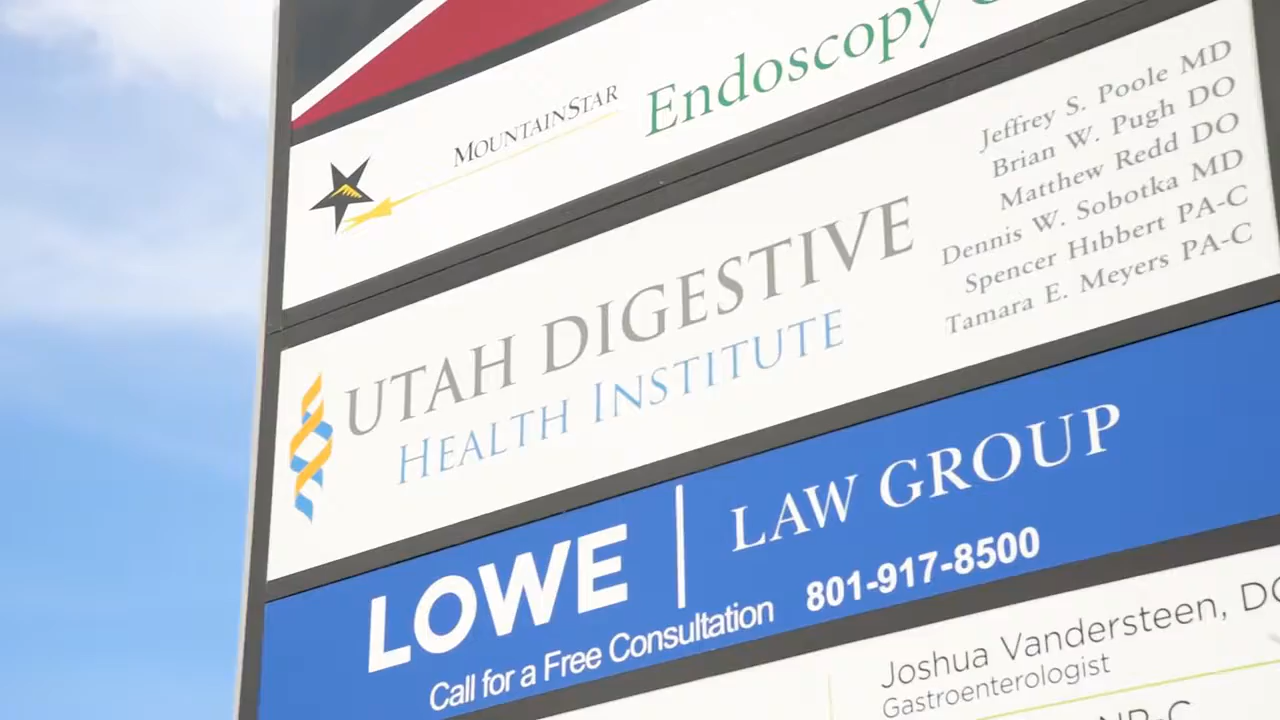 MOUNTAINSTAR
Endoscopy
UTAH DIGESTIVE
HEALTH INSTITUTE
Jeffrey S. Poole MD
Brian W. Pugh DO
Matthew Redd DO
Dennis W. Sobotka MD
Spencer Hibbert PA-C
Tamara E. Meyers PA-C
LOWE
LAW GROUP
Call for a Free Consultation
801-917-8500
Joshua Vandersteen,
Gastroenterologist